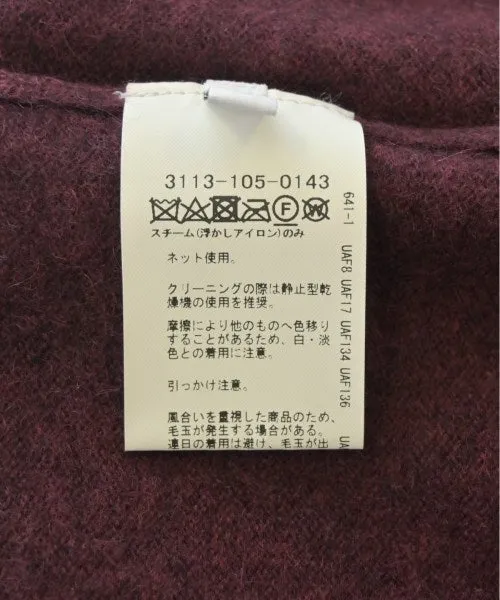 3113-105-0143
F W
スチーム(浮かしアイロン)のみ
ネット使用。
クリーニングの際は静止型乾
燥機の使用を推奨。
摩擦により他のものへ色移り
することがあるため、白・淡
色との着用に注意。
引っかけ注意。
風合いを重視した商品のため、
毛玉が発生する場合がある。
連日の着用は避け、毛玉が出
641-1 UAF8 UAF17 UAF134 UAF136 UA